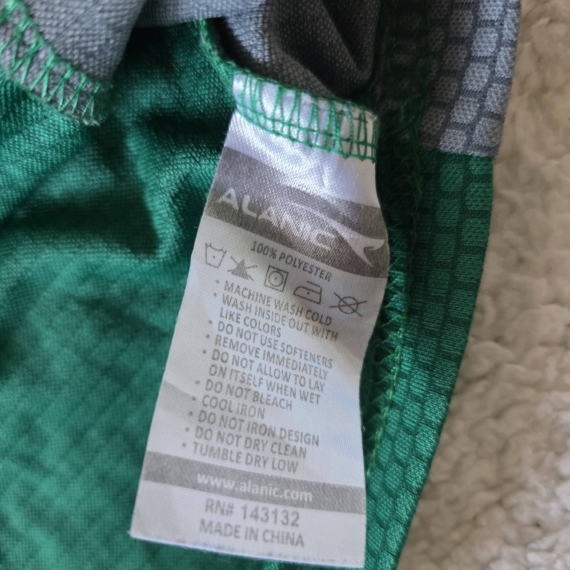 ALANIC
100% POLYESTER
• MACHINE WASH COLD
• WASH INSIDE OUT WITH
LIKE COLORS
• DO NOT USE SOFTENERS
• REMOVE IMMEDIATELY
• DO NOT ALLOW TO LAY
ON ITSELF WHEN WET
• DO NOT BLEACH
• COOL IRON
• DO NOT IRON DESIGN
• DO NOT DRY CLEAN
• TUMBLE DRY LOW
www.alanic.com
RN# 143132
MADE IN CHINA